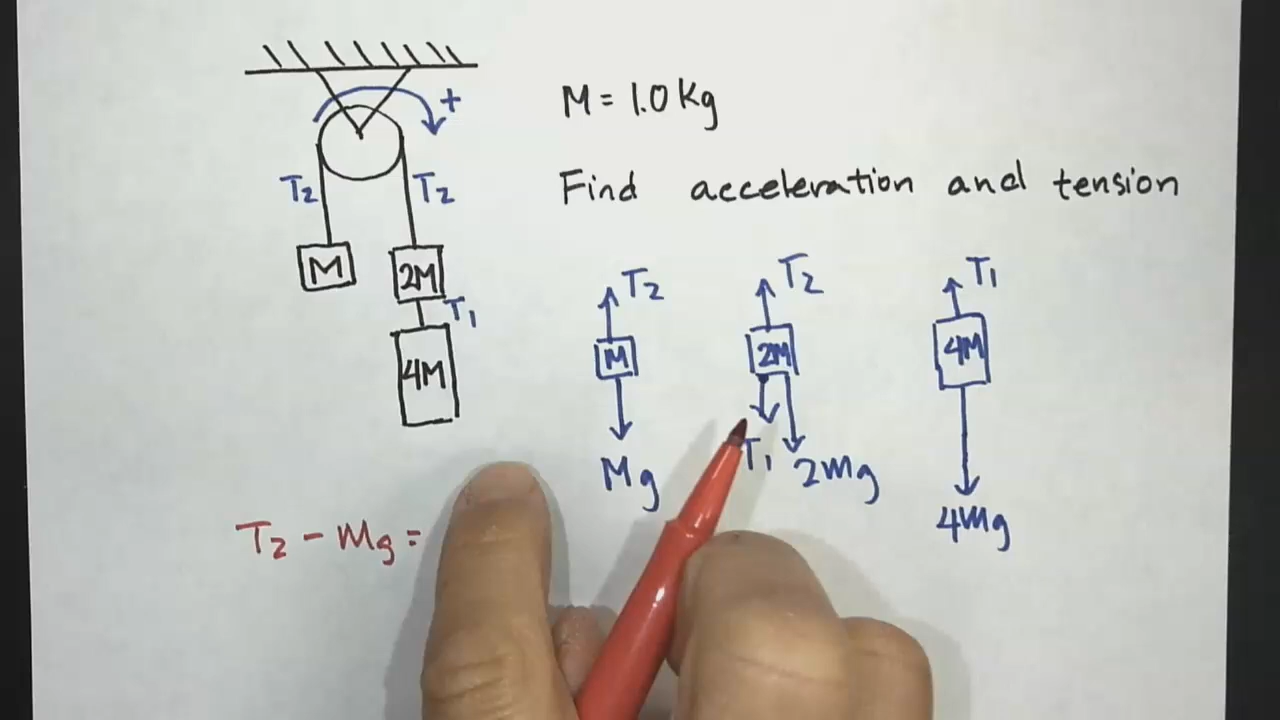 +
M = 1.0 Kg
T₂ T₂
Find acceleration and tension
M 2M
T₁
4M
T₂ T₂ T₁
M 2M 4M
Mg T₁ 2Mg 4Mg
T₂ - Mg =